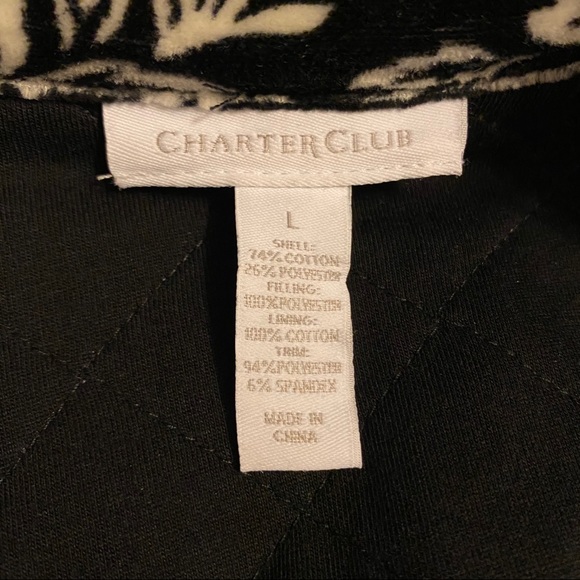 CHARTER CLUB
L
SHELL:
74% COTTON
26% POLYESTER
FILLING:
100% POLYESTER
LINING:
100% COTTON
TRIM:
94% POLYESTER
6% SPANDEX
MADE IN
CHINA